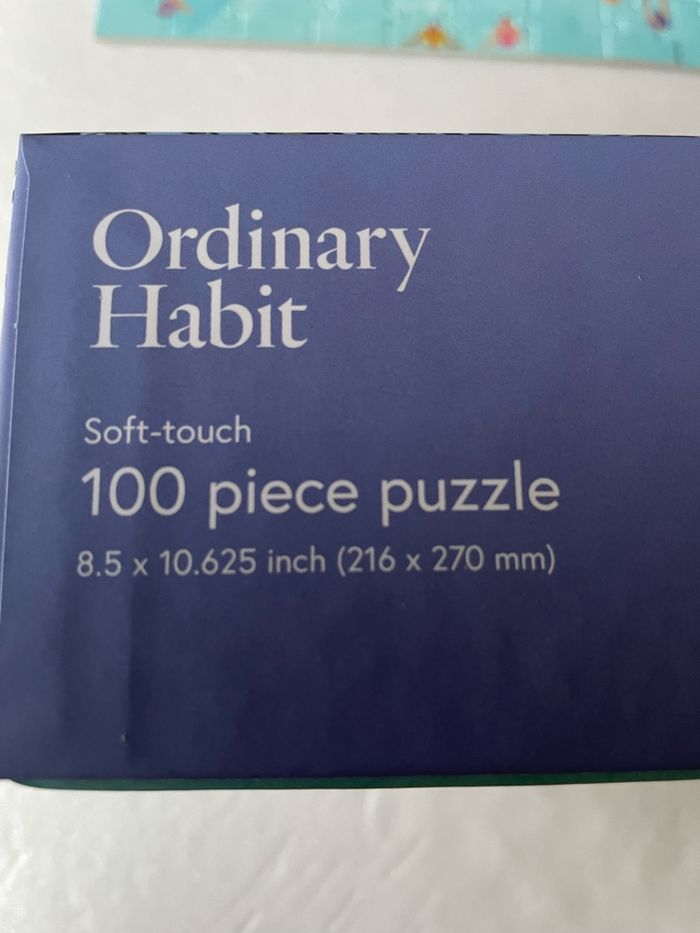 Ordinary
Habit
Soft-touch
100 piece puzzle
8.5 x 10.625 inch (216 x 270 mm)